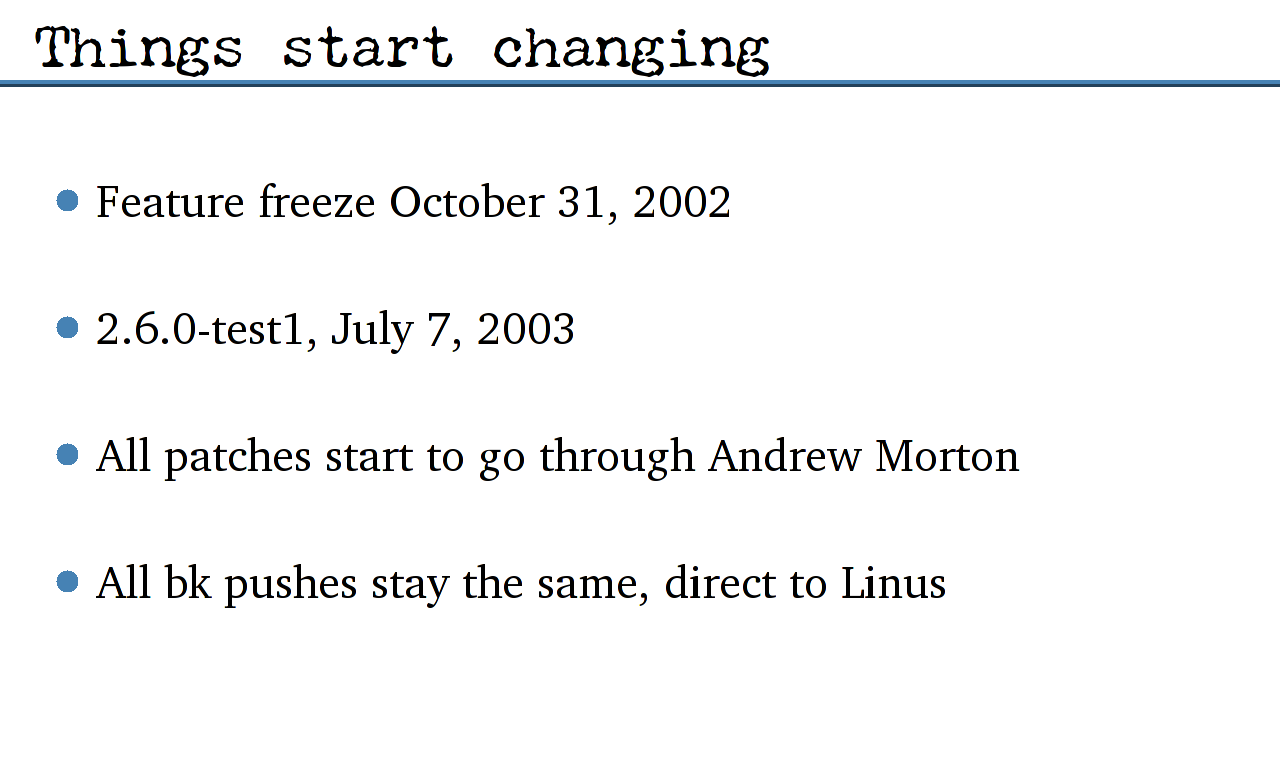 Things start changing
Feature freeze October 31, 2002
2.6.0-test1, July 7, 2003
All patches start to go through Andrew Morton
All bk pushes stay the same, direct to Linus